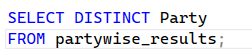 SELECT DISTINCT Party
FROM partywise_results;